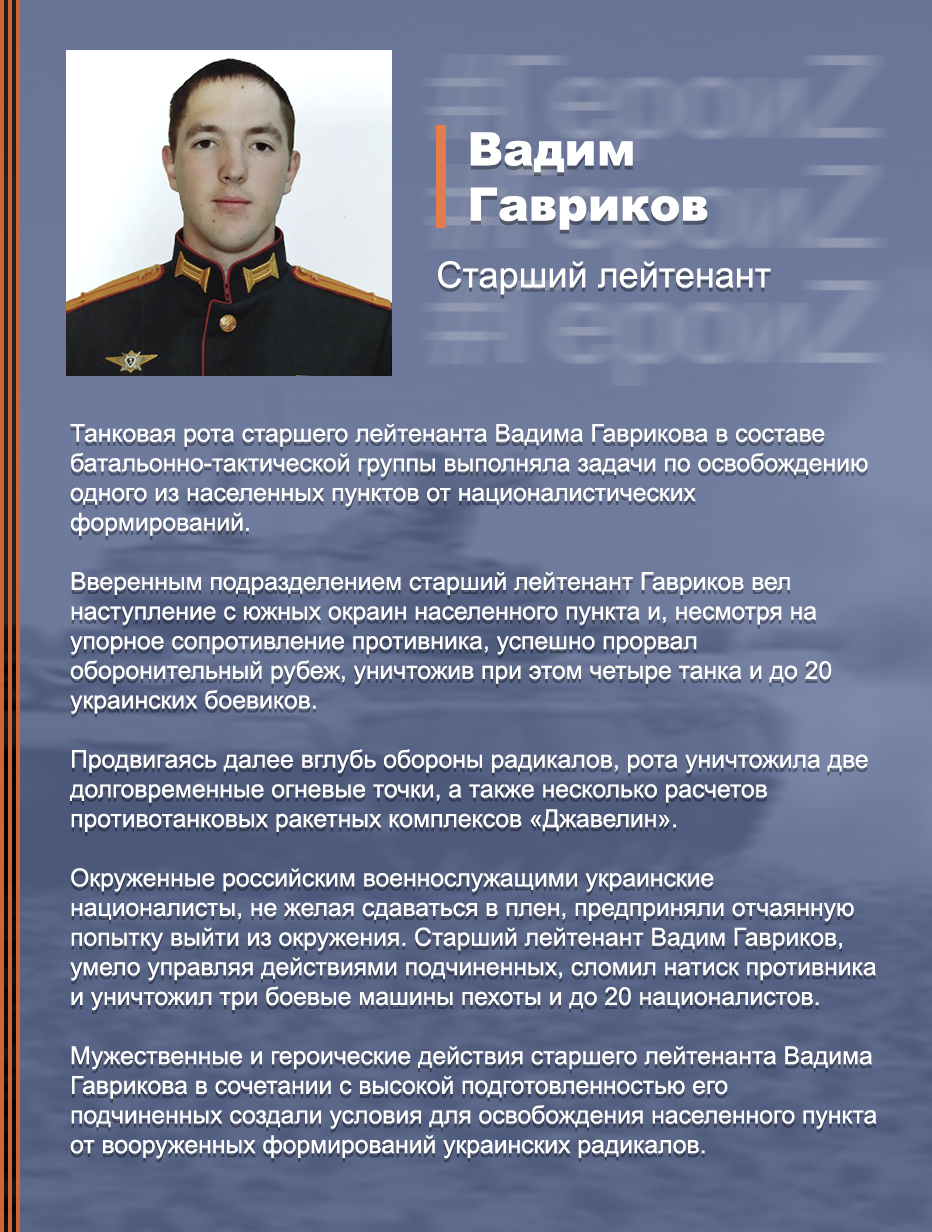 #ГероиZ
Вадим
#ГероиZ
Гавриков
Старший лейтенант
#ГероиZ
Танковая рота старшего лейтенанта Вадима Гаврикова в составе
батальонно-тактической группы выполняла задачи по освобождению
одного из населенных пунктов от националистических
формирований.
Вверенным подразделением старший лейтенант Гавриков вел
наступление с южных окраин населенного пункта и, несмотря на
упорное сопротивление противника, успешно прорвал
оборонительный рубеж, уничтожив при этом четыре танка и до 20
украинских боевиков.
Продвигаясь далее вглубь обороны радикалов, рота уничтожила две
долговременные огневые точки, а также несколько расчетов
противотанковых ракетных комплексов «Джавелин».
Окруженные российским военнослужащими украинские
националисты, не желая сдаваться в плен, предприняли отчаянную
попытку выйти из окружения. Старший лейтенант Вадим Гавриков,
умело управляя действиями подчиненных, сломил натиск противника
и уничтожил три боевые машины пехоты и до 20 националистов.
Мужественные и героические действия старшего лейтенанта Вадима
Гаврикова в сочетании с высокой подготовленностью его
подчиненных создали условия для освобождения населенного пункта
от вооруженных формирований украинских радикалов.